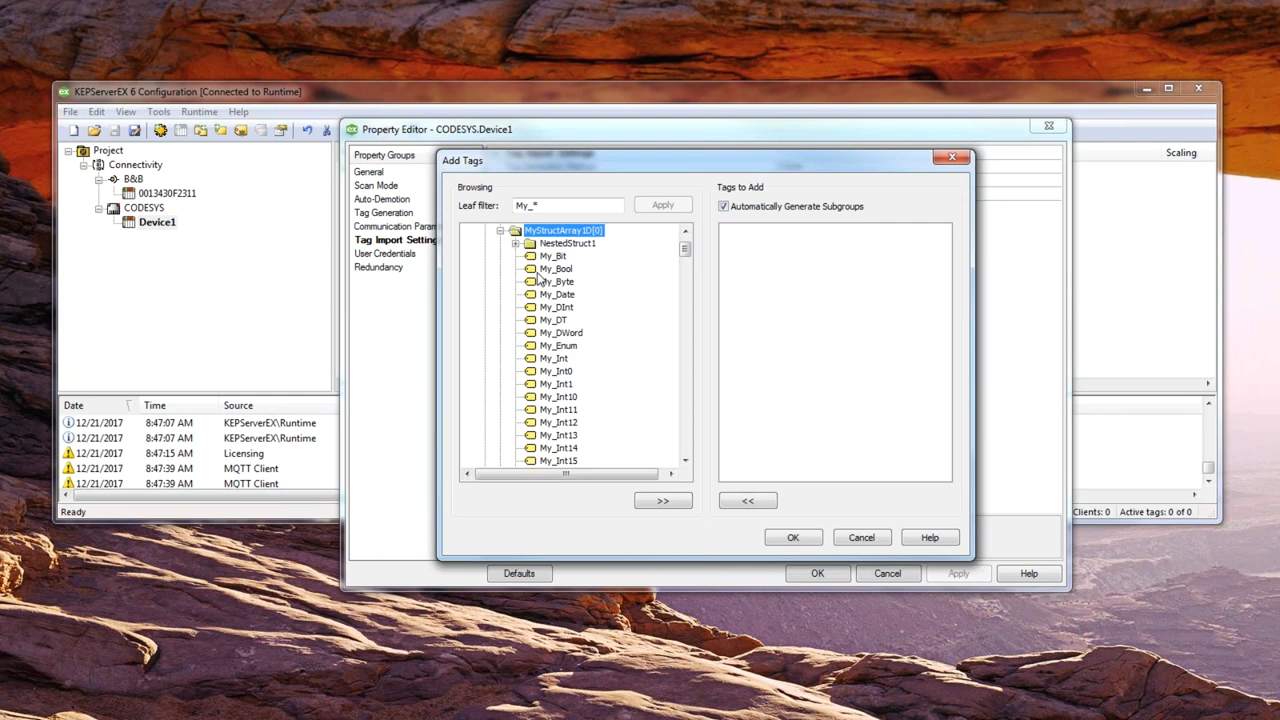 KEPServerEX 6 Configuration [Connected to Runtime]
File Edit View Tools Runtime Help
Project
Connectivity
B&B
0013430F2311
CODESYS
Device1
Scaling
Date Time Source
12/21/2017 8:47:07 AM KEPServerEX\Runtime
12/21/2017 8:47:07 AM KEPServerEX\Runtime
12/21/2017 8:47:15 AM Licensing
12/21/2017 8:47:39 AM MQTT Client
12/21/2017 8:47:39 AM MQTT Client
Ready
Clients: 0 Active tags: 0 of 0
Property Editor - CODESYS.Device1
Property Groups
General
Scan Mode
Auto-Demotion
Tag Generation
Communication Param
Tag Import Setting
User Credentials
Redundancy
Defaults OK Cancel Apply Help
Add Tags
Browsing
Leaf filter: My_* Apply
MyStructArray1D[0]
NestedStruct1
My_Bit
My_Bool
My_Byte
My_Date
My_DInt
My_DT
My_DWord
My_Enum
My_Int
My_Int0
My_Int1
My_Int10
My_Int11
My_Int12
My_Int13
My_Int14
My_Int15
>>
Tags to Add
Automatically Generate Subgroups
<<
OK Cancel Help